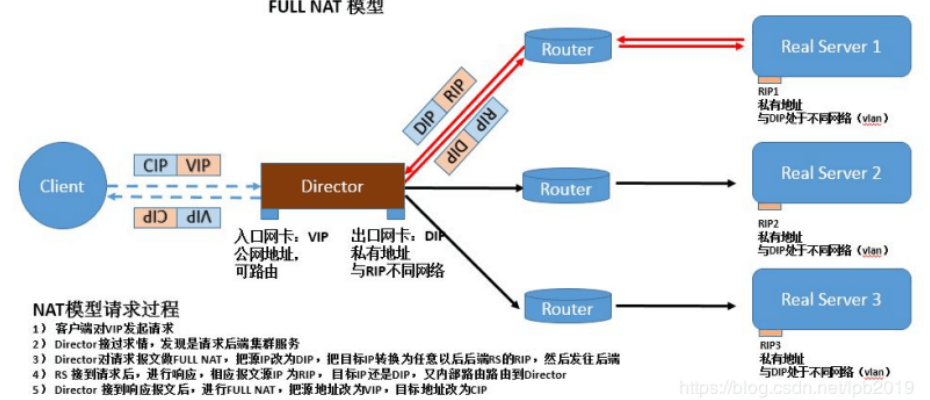 FULL NAT 模型
Router
Real Server 1
RIP1
私有地址
与DIP处于不同网络（vlan）
DIP RIP
RIP DIP
Client
CIP VIP
VIP CIP
Director
入口网卡：VIP
公网地址，
可路由
出口网卡：DIP
私有地址
与RIP不同网络
Router
Real Server 2
RIP2
私有地址
与DIP处于不同网络（vlan）
Router
Real Server 3
RIP3
私有地址
与DIP处于不同网络（vlan）
NAT模型请求过程
1） 客户端对VIP发起请求
2） Director接过求情，发现是请求后端集群服务
3） Director对请求报文做FULL NAT，把源IP改为DIP，把目标IP转换为任意以后后端RS的RIP，然后发往后端
4） RS 接到请求后，进行响应，相应报文源IP 为RIP，目标IP还是DIP，又内部路由路由到Director
5） Director 接到响应报文后，进行FULL NAT，把源地址改为VIP，目标地址改为CIP
https://blog.csdn.net/lpb2019